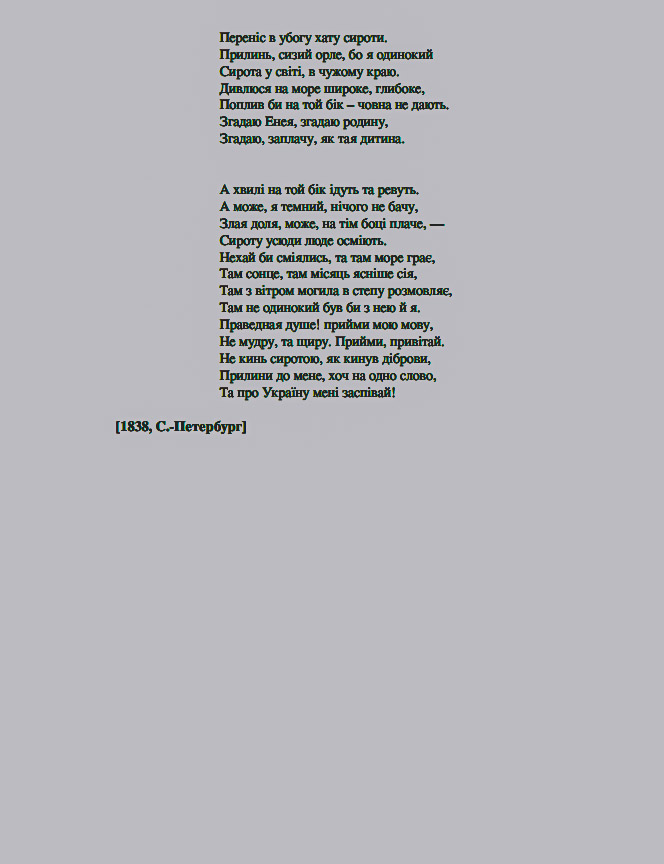 Переніс в убогу хату сироти.
Прилинь, сизий орле, бо я одинокий
Сирота у світі, в чужому краю.
Дивлюся на море широке, глибоке,
Поплив би на той бік – човна не дають.
Згадаю Енея, згадаю родину,
Згадаю, заплачу, як тая дитина.
А хвилі на той бік ідуть та ревуть.
А може, я темний, нічого не бачу,
Злая доля, може, на тім боці плаче, —
Сироту усюди люде осміють.
Нехай би сміялись, та там море грає,
Там сонце, там місяць ясніше сія,
Там з вітром могила в степу розмовляє,
Там не одинокий був би з нею й я.
Праведная душе! прийми мою мову,
Не мудру, та щиру. Прийми, привітай.
Не кинь сиротою, як кинув діброви,
Прилини до мене, хоч на одно слово,
Та про Україну мені заспівай!
[1838, С.-Петербург]